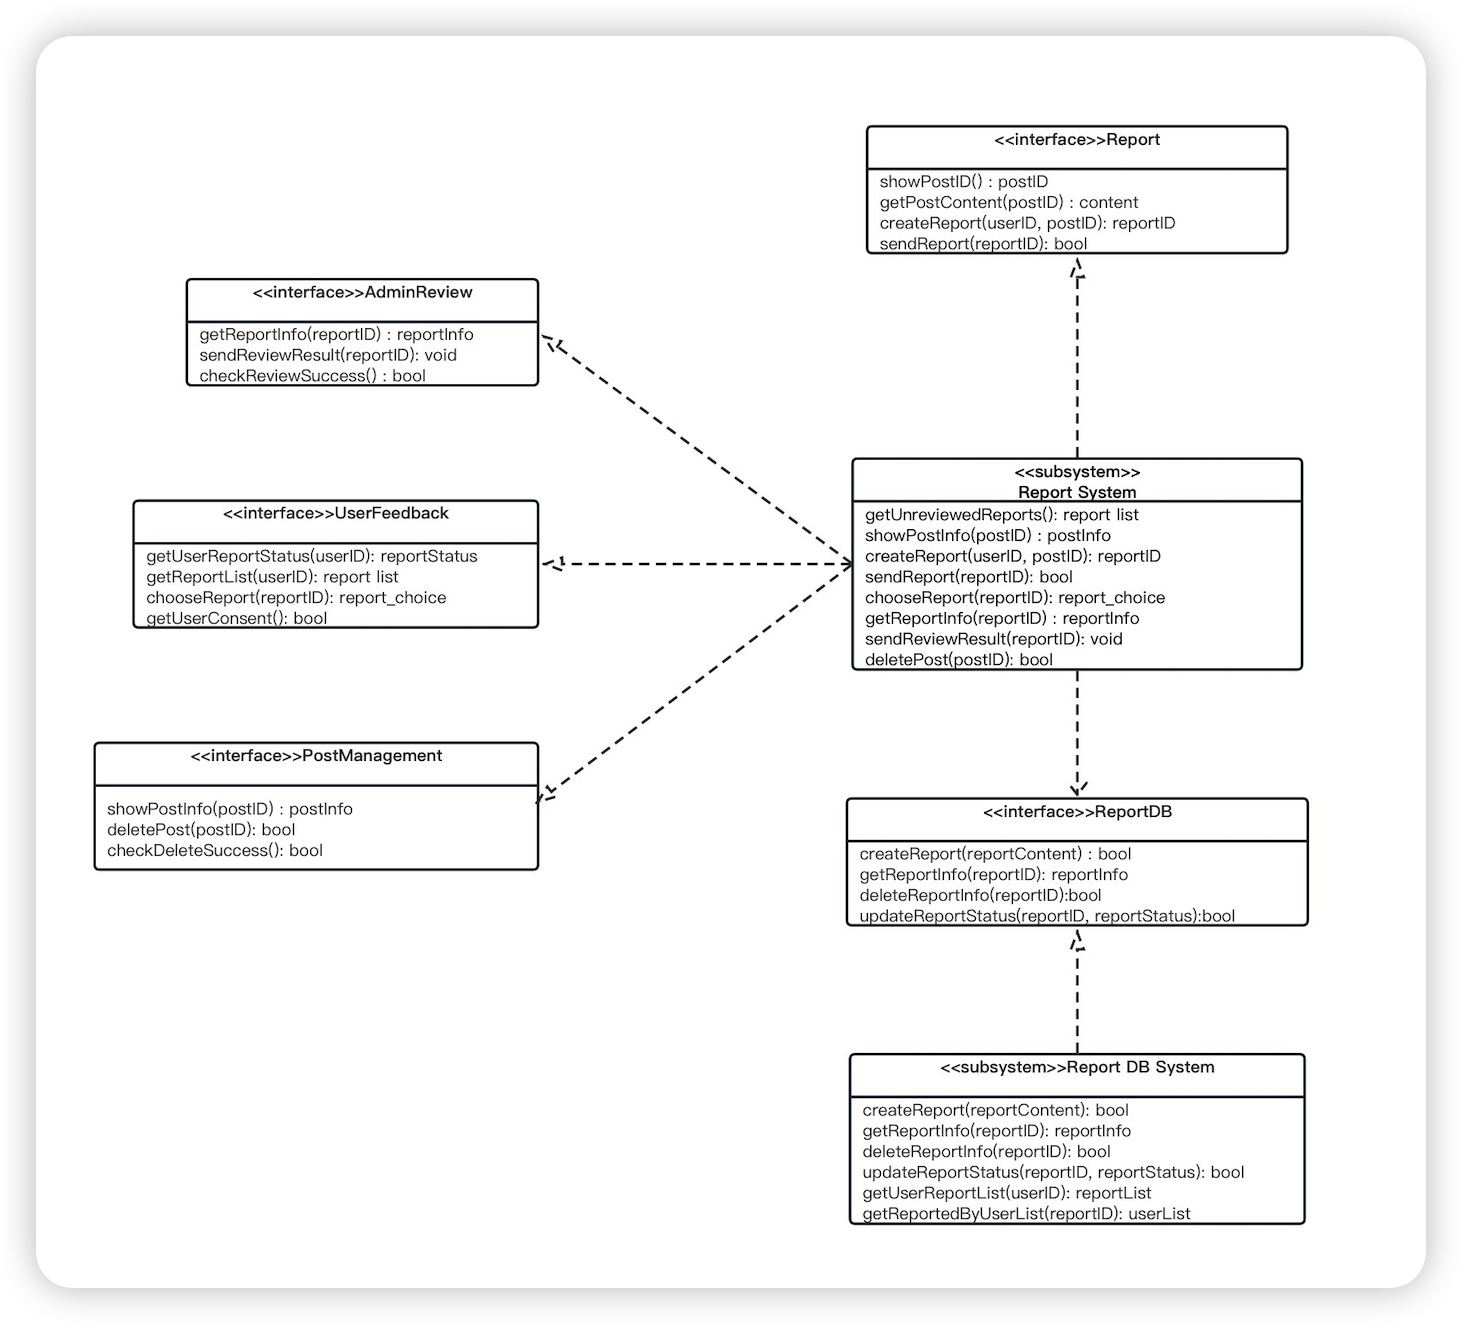 <<interface>>Report
showPostID() : postID
getPostContent(postID) : content
createReport(userID, postID): reportID
sendReport(reportID): bool
<<interface>>AdminReview
getReportInfo(reportID) : reportInfo
sendReviewResult(reportID): void
checkReviewSuccess() : bool
<<subsystem>>
Report System
getUnreviewedReports(): report list
showPostInfo(postID) : postInfo
createReport(userID, postID): reportID
sendReport(reportID): bool
chooseReport(reportID): report_choice
getReportInfo(reportID) : reportInfo
sendReviewResult(reportID): void
deletePost(postID): bool
<<interface>>UserFeedback
getUserReportStatus(userID): reportStatus
getReportList(userID): report list
chooseReport(reportID): report_choice
getUserConsent(): bool
<<interface>>PostManagement
showPostInfo(postID) : postInfo
deletePost(postID): bool
checkDeleteSuccess(): bool
<<interface>>ReportDB
createReport(reportContent) : bool
getReportInfo(reportID): reportInfo
deleteReportInfo(reportID):bool
updateReportStatus(reportID, reportStatus):bool
<<subsystem>>Report DB System
createReport(reportContent): bool
getReportInfo(reportID): reportInfo
deleteReportInfo(reportID): bool
updateReportStatus(reportID, reportStatus): bool
getUserReportList(userID): reportList
getReportedByUserList(reportID): userList